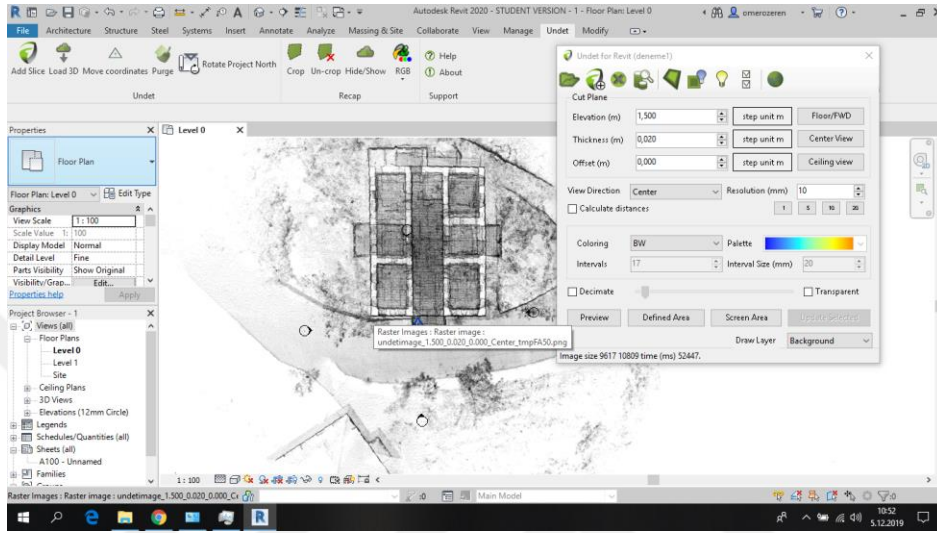 Autodesk Revit 2020 - STUDENT VERSION - 1 - Floor Plan: Level 0
omerozeren
File Architecture Structure Steel Systems Insert Annotate Analyze Massing & Site Collaborate View Manage Undet Modify
Add Slice Load 3D Move coordinates Purge Rotate Project North Crop Un-crop Hide/Show RGB
Help
About
Undet Recap Support
Properties X
Level 0 X
Floor Plan
Floor Plan: Level 0 Edit Type
Graphics
View Scale 1 : 100
Scale Value 1: 100
Display Model Normal
Detail Level Fine
Parts Visibility Show Original
Visibility/Grap... Edit...
Properties help Apply
Project Browser - 1 X
Views (all)
Floor Plans
Level 0
Level 1
Site
Ceiling Plans
3D Views
Elevations (12mm Circle)
Legends
Schedules/Quantities (all)
Sheets (all)
A100 - Unnamed
Families
Raster Images : Raster image :
undetimage_1.500_0.020_0.000_Center_tmpFA50.png
Undet for Revit (deneme1)
Cut Plane
Elevation (m) 1,500 step unit m Floor/FWD
Thickness (m) 0,020 step unit m Center View
Offset (m) 0,000 step unit m Ceiling view
View Direction Center Resolution (mm) 10
Calculate distances 1 5 10 20
Coloring BW Palette
Intervals 17 Interval Size (mm) 20
Decimate Transparent
Preview Defined Area Screen Area Update Selected
Draw Layer Background
Image size 9617 10809 time (ms) 52447.
1 : 100
Raster Images : Raster image : undetimage_1.500_0.020_0.000_Ce
:0 Main Model :0
10:52
5.12.2019